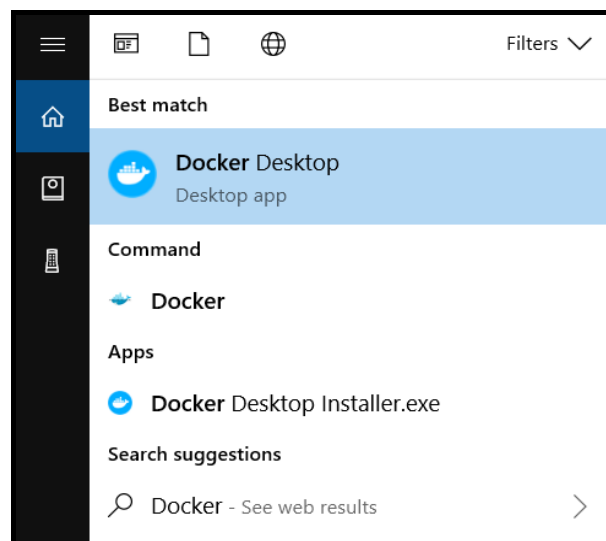 Filters
Best match
Docker Desktop
Desktop app
Command
Docker
Apps
Docker Desktop Installer.exe
Search suggestions
Docker - See web results